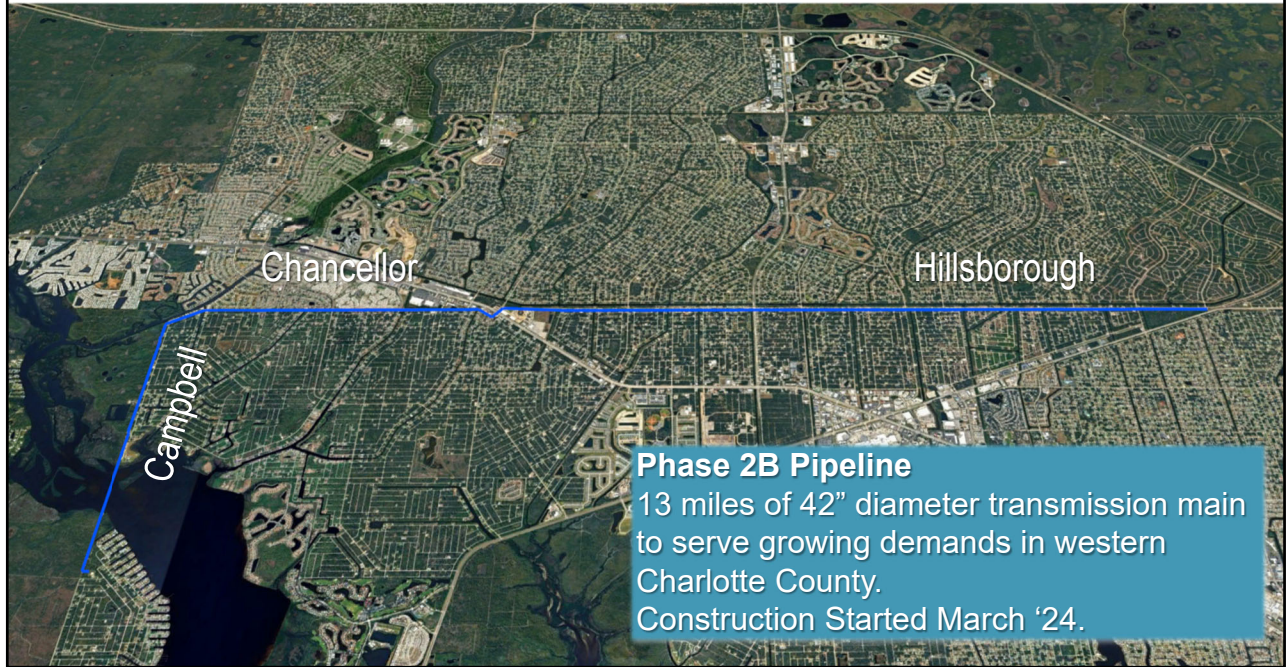 Chancellor
Hillsborough
Campbell
Phase 2B Pipeline
13 miles of 42” diameter transmission main
to serve growing demands in western
Charlotte County.
Construction Started March ‘24.